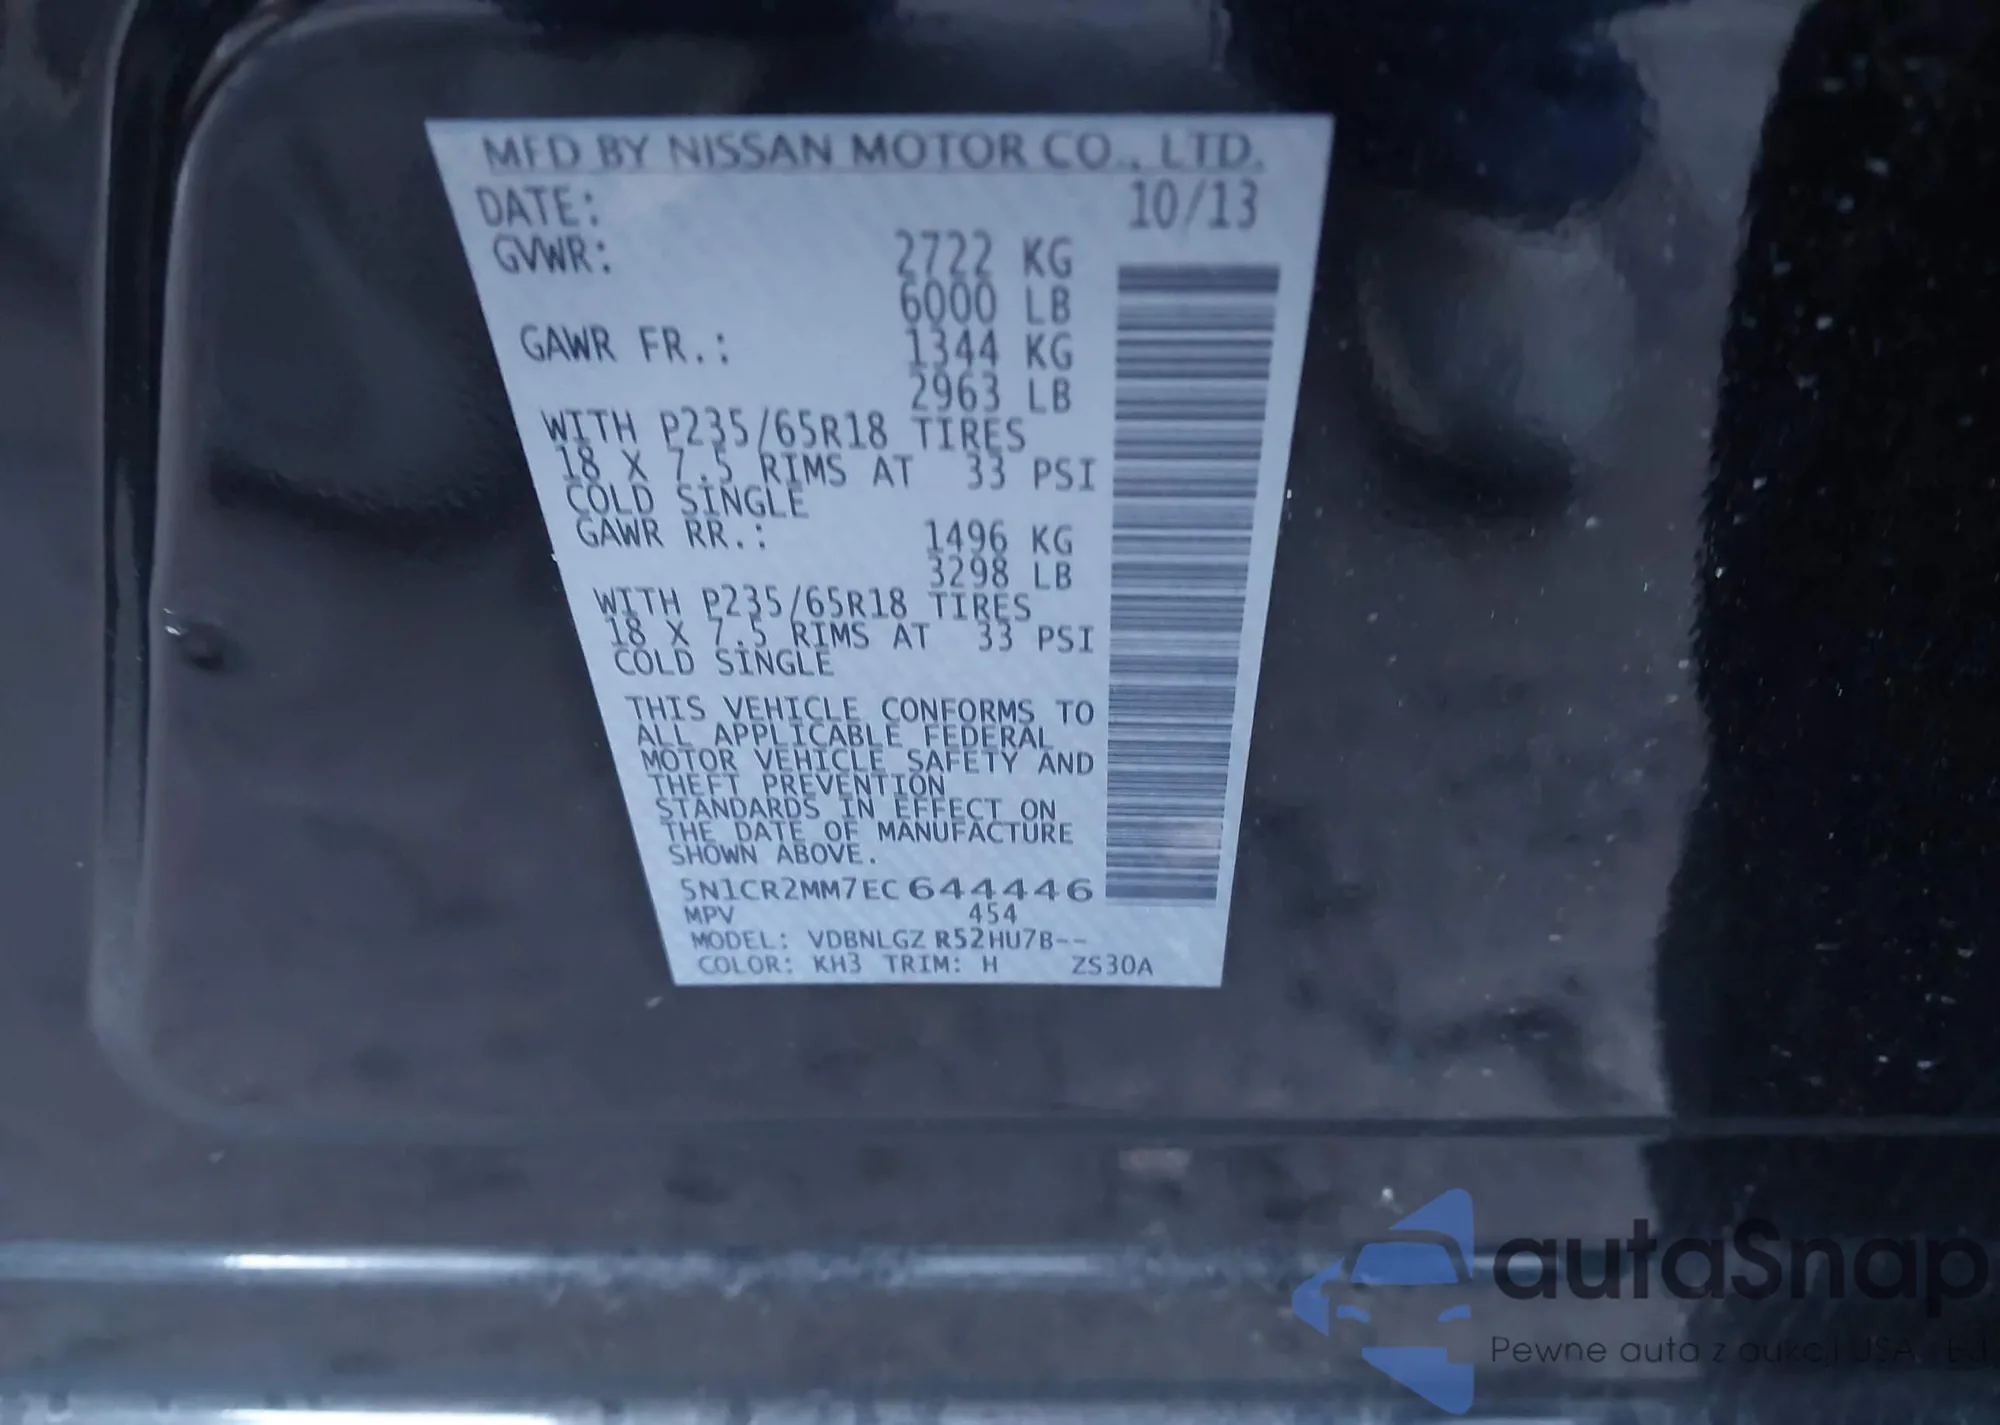 MFD BY NISSAN MOTOR CO., LTD.
DATE: 10/13
GVWR: 2722 KG
6000 LB
GAWR FR.: 1344 KG
2963 LB
WITH P235/65R18 TIRES
18 X 7.5 RIMS AT 33 PSI
COLD SINGLE
GAWR RR.: 1496 KG
3298 LB
WITH P235/65R18 TIRES
18 X 7.5 RIMS AT 33 PSI
COLD SINGLE
THIS VEHICLE CONFORMS TO
ALL APPLICABLE FEDERAL
MOTOR VEHICLE SAFETY AND
THEFT PREVENTION
STANDARDS IN EFFECT ON
THE DATE OF MANUFACTURE
SHOWN ABOVE.
5N1CR2MM7EC644446
MPV 454
MODEL: VDBNLGZ R52HU7B--
COLOR: KH3 TRIM: H ZS30A
autaSnap
Pewne auta z aukcji USA